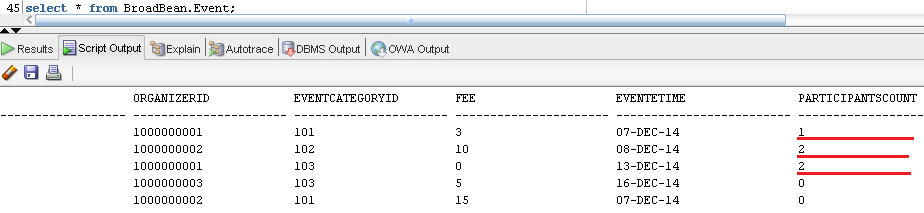 45 select * from BroadBean.Event;
Results Script Output Explain Autotrace DBMS Output OWA Output
ORGANIZERID EVENTCATEGORYID FEE EVENTETIME PARTICIPANTSCOUNT
1000000001 101 3 07-DEC-14 1
1000000002 102 10 08-DEC-14 2
1000000001 103 0 13-DEC-14 2
1000000003 103 5 16-DEC-14 0
1000000002 101 15 07-DEC-14 0